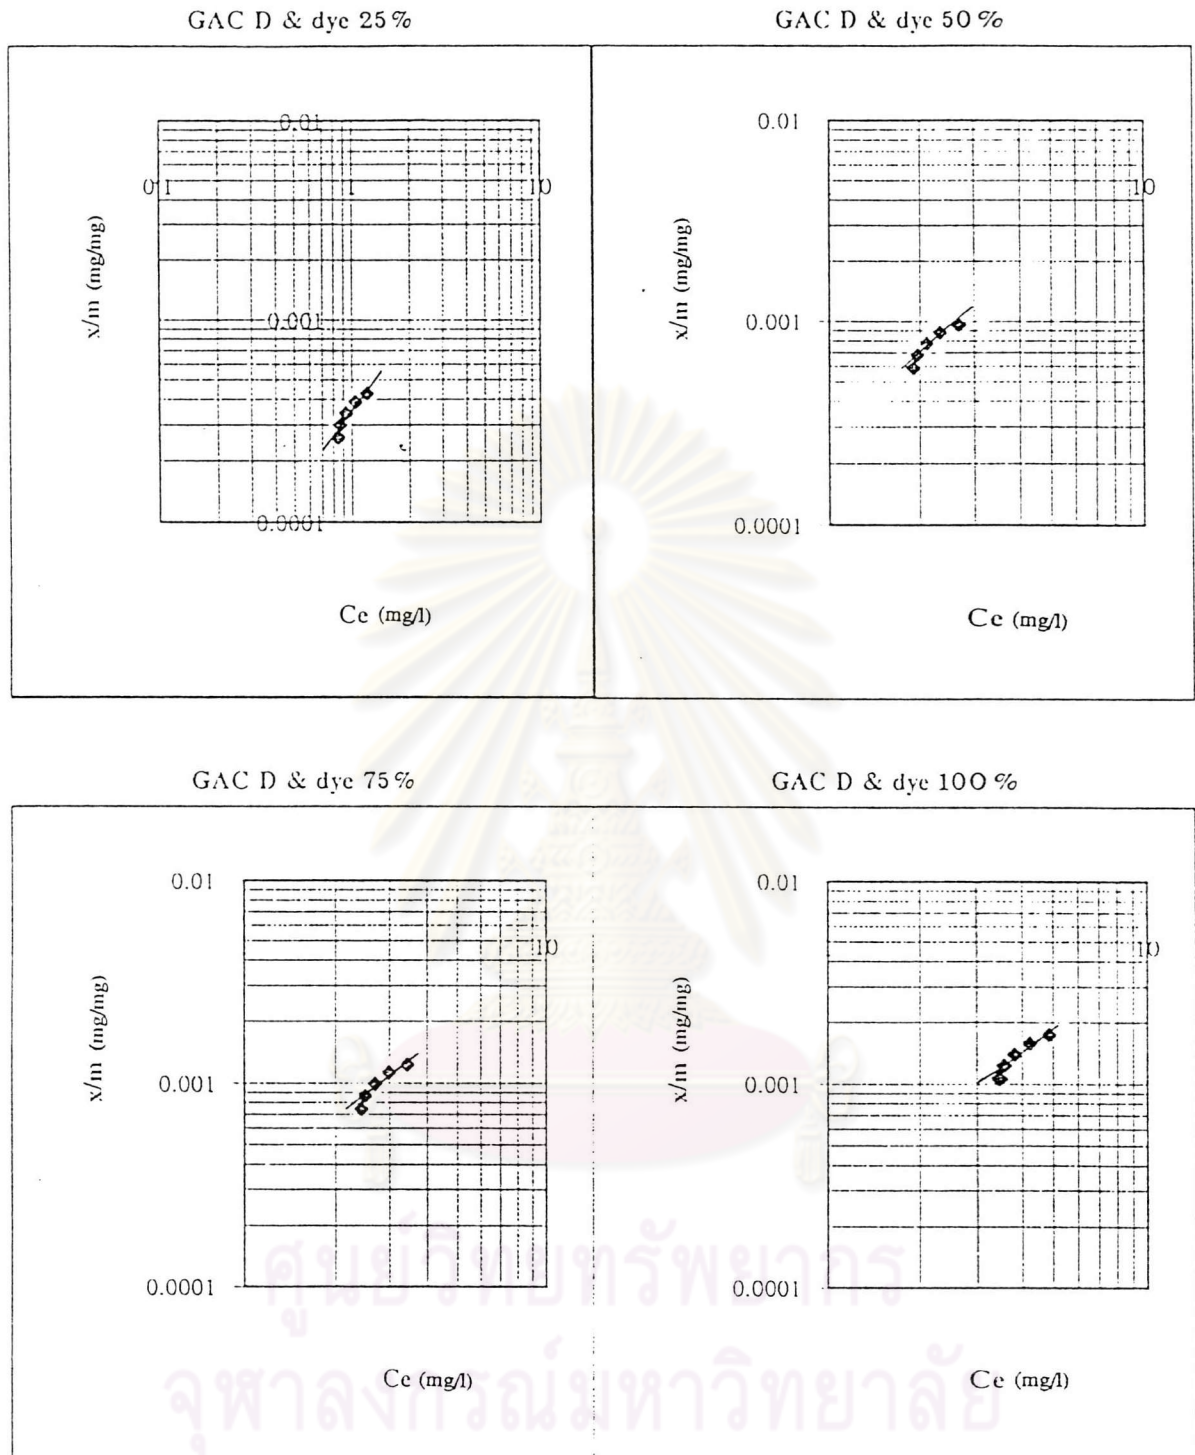 GAC D & dye 25%
0.01
0.1
1
10
0.001
0.0001
x/m (mg/mg)
Ce (mg/l)
GAC D & dye 50%
0.01
10
0.001
0.0001
x/m (mg/mg)
Ce (mg/l)
GAC D & dye 75%
0.01
10
0.001
0.0001
x/m (mg/mg)
Ce (mg/l)
GAC D & dye 100%
0.01
10
0.001
0.0001
x/m (mg/mg)
Ce (mg/l)
ศูนย์วิทยทรัพยากร
จุฬาลงกรณ์มหาวิทยาลัย